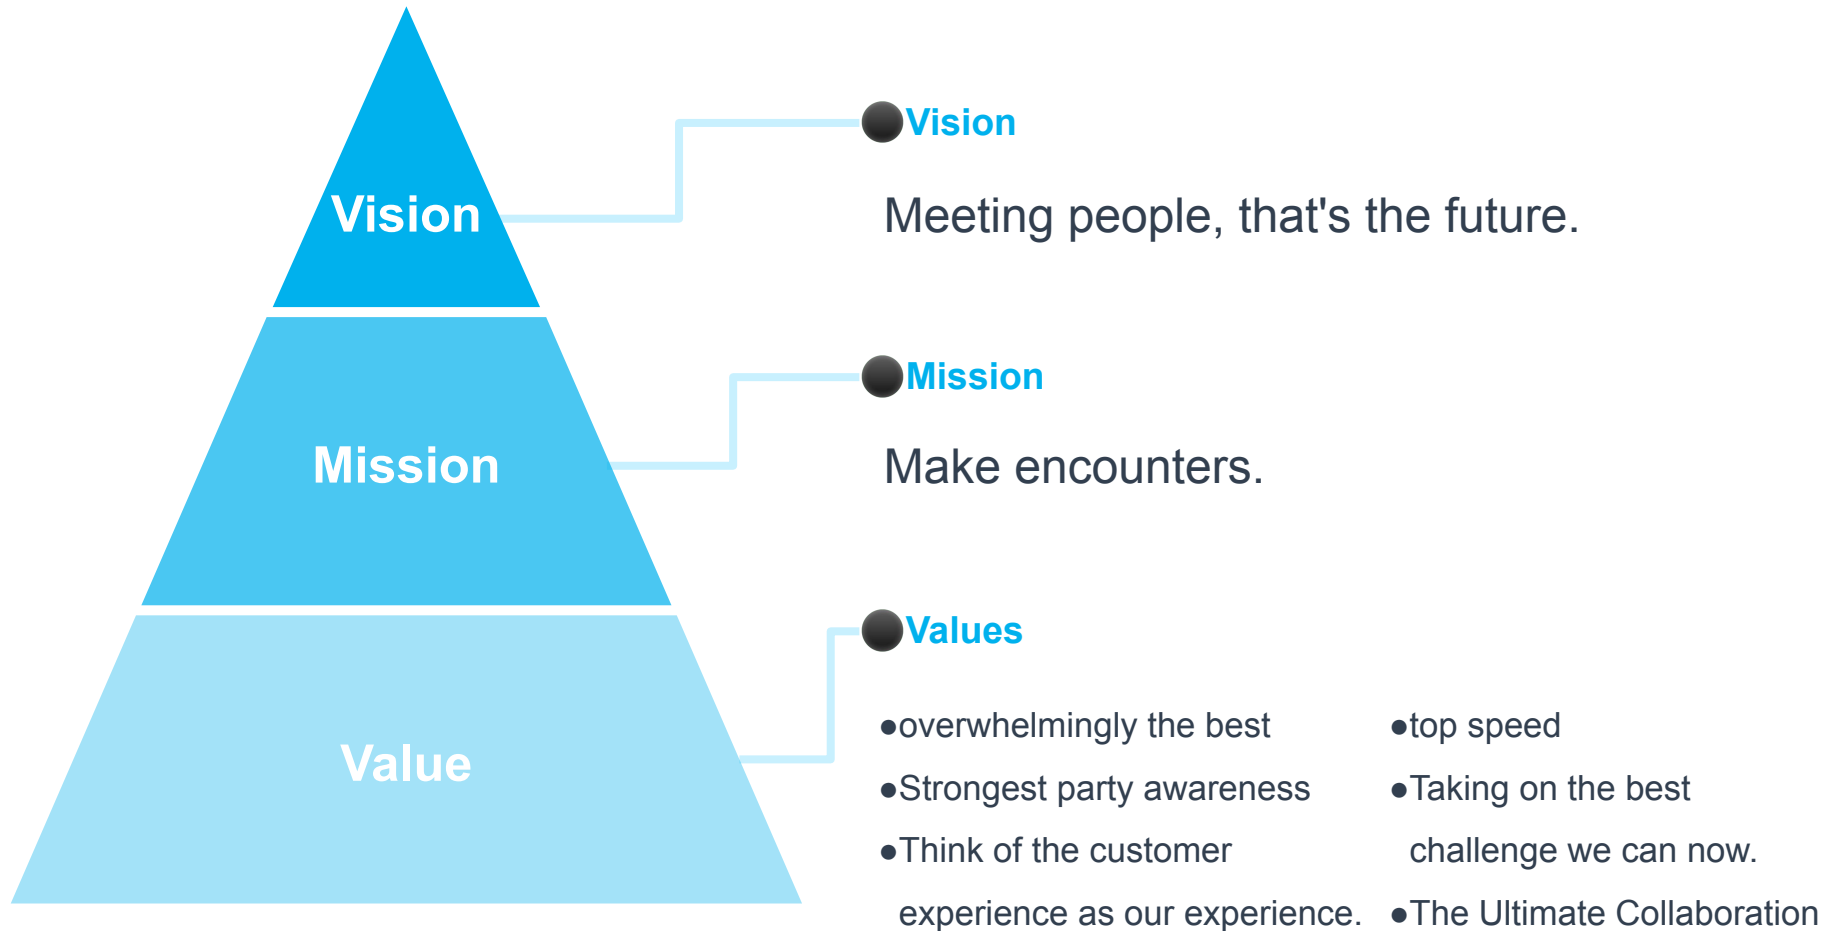 Vision
Mission
Value
●Vision
Meeting people, that's the future.
●Mission
Make encounters.
●Values
●overwhelmingly the best
●Strongest party awareness
●Think of the customer
experience as our experience.
●top speed
●Taking on the best
challenge we can now.
●The Ultimate Collaboration